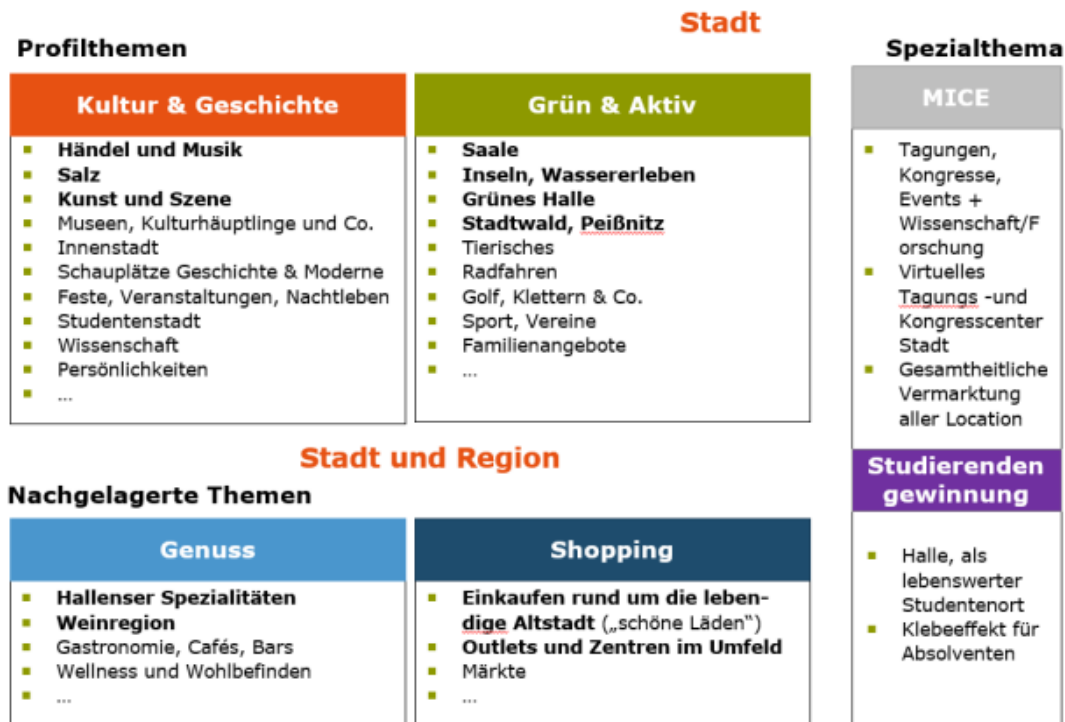 Stadt
Profilthemen
Kultur & Geschichte
Händel und Musik
Salz
Kunst und Szene
Museen, Kulturhäuptlinge und Co.
Innenstadt
Schauplätze Geschichte & Moderne
Feste, Veranstaltungen, Nachtleben
Studentenstadt
Wissenschaft
Persönlichkeiten
...
Grün & Aktiv
Saale
Inseln, Wassererleben
Grünes Halle
Stadtwald, Peißnitz
Tierisches
Radfahren
Golf, Klettern & Co.
Sport, Vereine
Familienangebote
...
Spezialthema
MICE
Tagungen,
Kongresse,
Events +
Wissenschaft/F
orschung
Virtuelles
Tagungs -und
Kongresscenter
Stadt
Gesamtheitliche
Vermarktung
aller Location
Studierenden
gewinnung
Halle, als
lebenswerter
Studentenort
Klebeeffekt für
Absolventen
Stadt und Region
Nachgelagerte Themen
Genuss
Hallenser Spezialitäten
Weinregion
Gastronomie, Cafés, Bars
Wellness und Wohlbefinden
...
Shopping
Einkaufen rund um die leben-
dige Altstadt („schöne Läden“)
Outlets und Zentren im Umfeld
Märkte
...